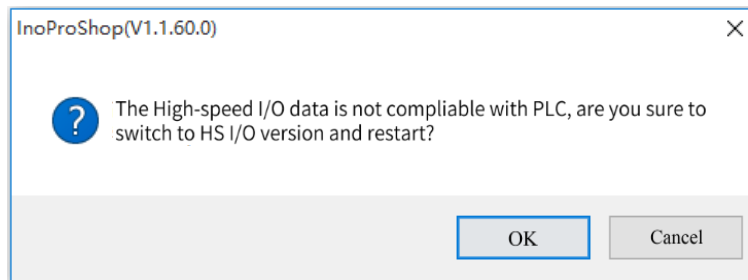 InoProShop(V1.1.60.0)
The High-speed I/O data is not compliable with PLC, are you sure to
switch to HS I/O version and restart?
OK
Cancel